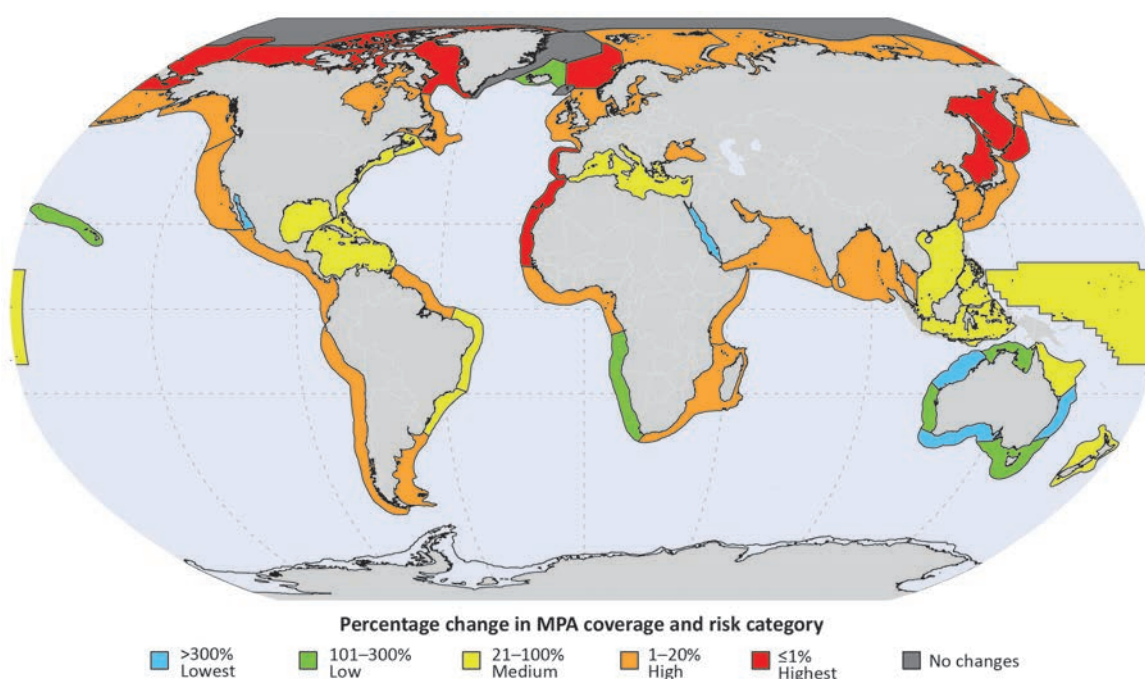 Percentage change in MPA coverage and risk category
>300% 101–300% 21–100% 1–20% ≤1% No changes
Lowest Low Medium High Highest